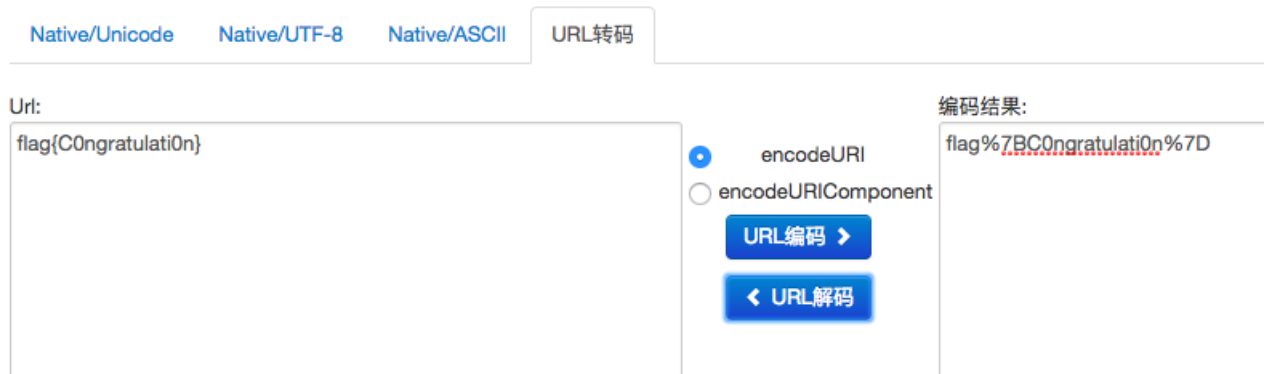 Native/Unicode Native/UTF-8 Native/ASCII URL转码
Url: 编码结果:
flag{C0ngratulati0n} flag%7BC0ngratulati0n%7D
encodeURI
encodeURIComponent
URL编码
URL解码